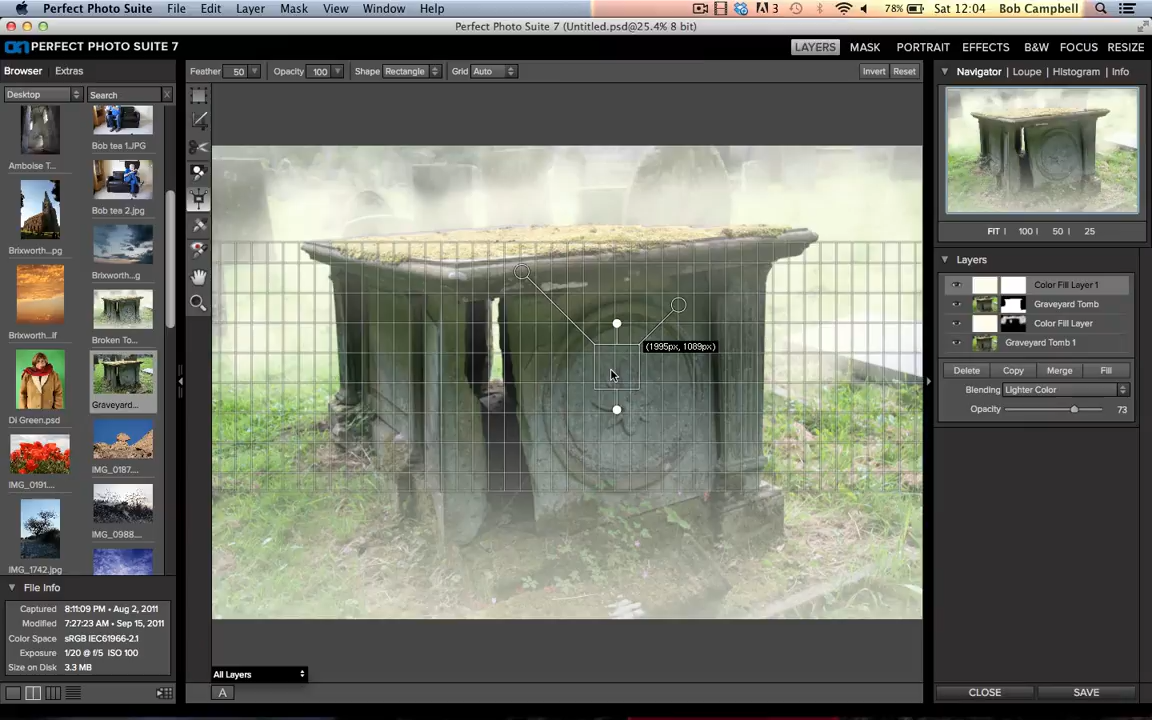 Perfect Photo Suite File Edit Layer Mask View Window Help 3 78% Sat 12:04 Bob Campbell
Perfect Photo Suite 7 (Untitled.psd@25.4% 8 bit)
on PERFECT PHOTO SUITE 7 LAYERS MASK PORTRAIT EFFECTS B&W FOCUS RESIZE
Browser Extras Feather 50 Opacity 100 Shape Rectangle Grid Auto Invert Reset Navigator Loupe Histogram Info
Desktop Search X
Bob tea 1.JPG
Amboise T...
Bob tea 2.jpg
FIT 100 50 25
Brixworth...pg
Layers
Brixworth...g
Color Fill Layer 1
Graveyard Tomb
Color Fill Layer
Brixworth...lf Broken To...
Graveyard Tomb 1
(1995px, 1089px)
Delete Copy Merge Fill
Blending Lighter Color
Graveyard...
Opacity 73
Di Green.psd
IMG_0187....
IMG_0191....
IMG_0988....
IMG_1742.jpg
File Info
Captured 8:11:09 PM • Aug 2, 2011
Modified 7:27:23 AM • Sep 15, 2011
Color Space sRGB IEC61966-2.1
Exposure 1/20 @ f/5 ISO 100
Size on Disk 3.3 MB
All Layers
A
CLOSE SAVE